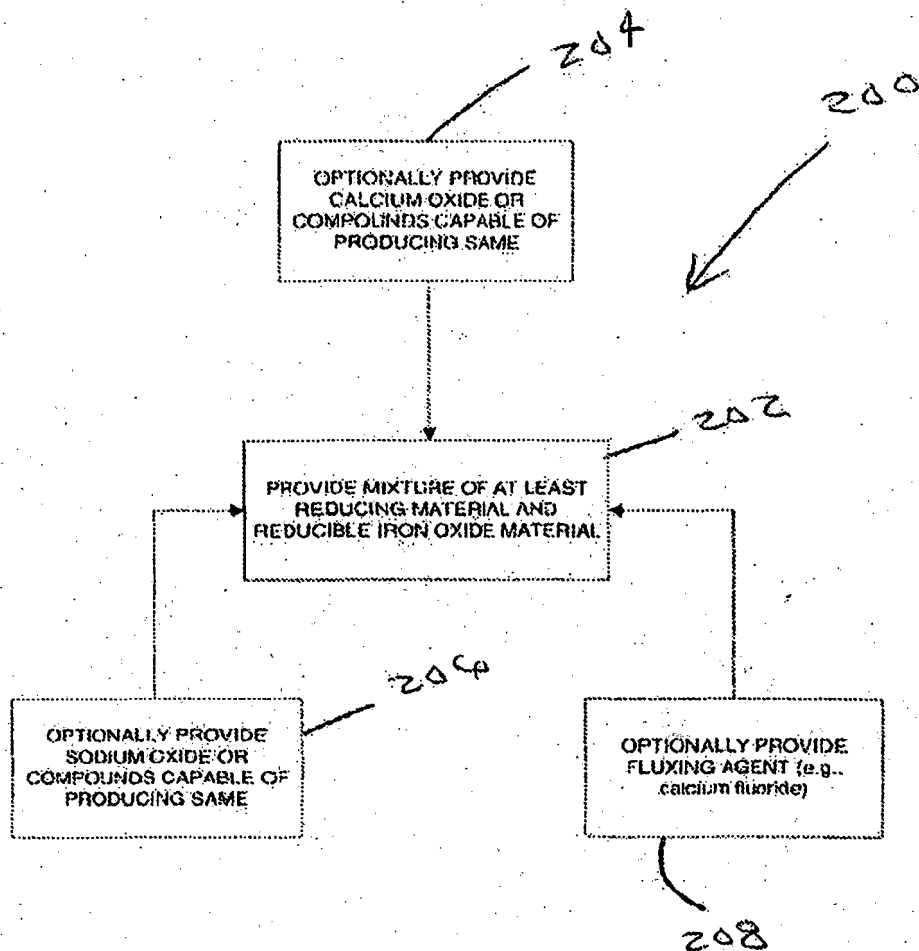 204
200
OPTIONALLY PROVIDE
CALCIUM OXIDE OR
COMPOUNDS CAPABLE OF
PRODUCING SAME
202
PROVIDE MIXTURE OF AT LEAST
REDUCING MATERIAL AND
REDUCIBLE IRON OXIDE MATERIAL
206
OPTIONALLY PROVIDE
SODIUM OXIDE OR
COMPOUNDS CAPABLE OF
PRODUCING SAME
OPTIONALLY PROVIDE
FLUXING AGENT (e.g.,
calcium fluoride)
208